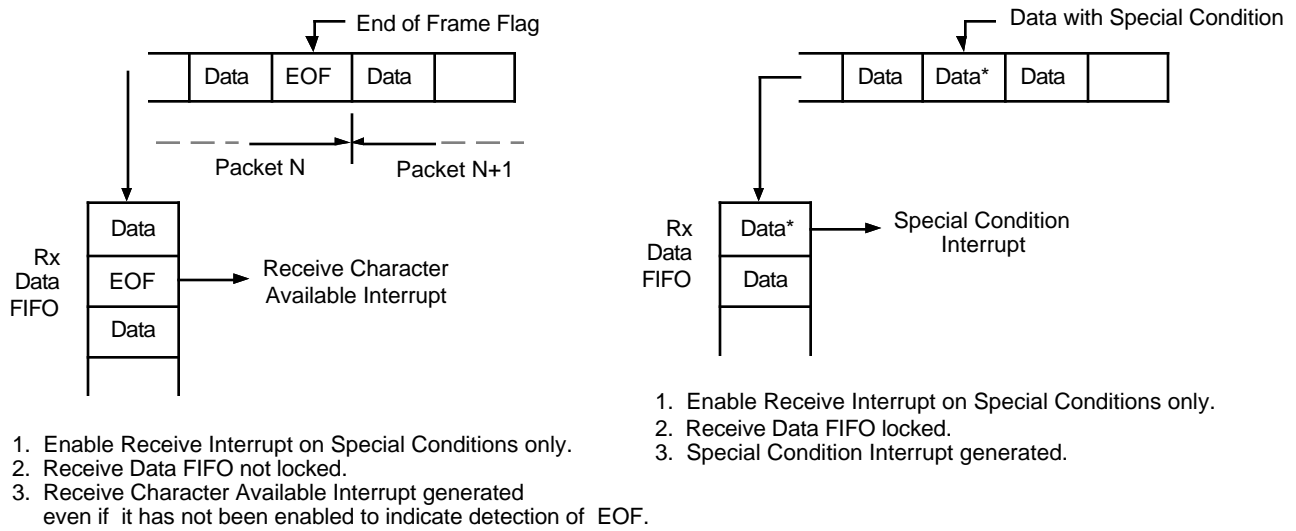 End of Frame Flag
Data EOF Data
Packet N Packet N+1
Rx
Data
FIFO
Data
EOF
Data
Receive Character
Available Interrupt
1. Enable Receive Interrupt on Special Conditions only.
2. Receive Data FIFO not locked.
3. Receive Character Available Interrupt generated
even if it has not been enabled to indicate detection of EOF.
Data with Special Condition
Data Data* Data
Rx
Data
FIFO
Data*
Data
Special Condition
Interrupt
1. Enable Receive Interrupt on Special Conditions only.
2. Receive Data FIFO locked.
3. Special Condition Interrupt generated.